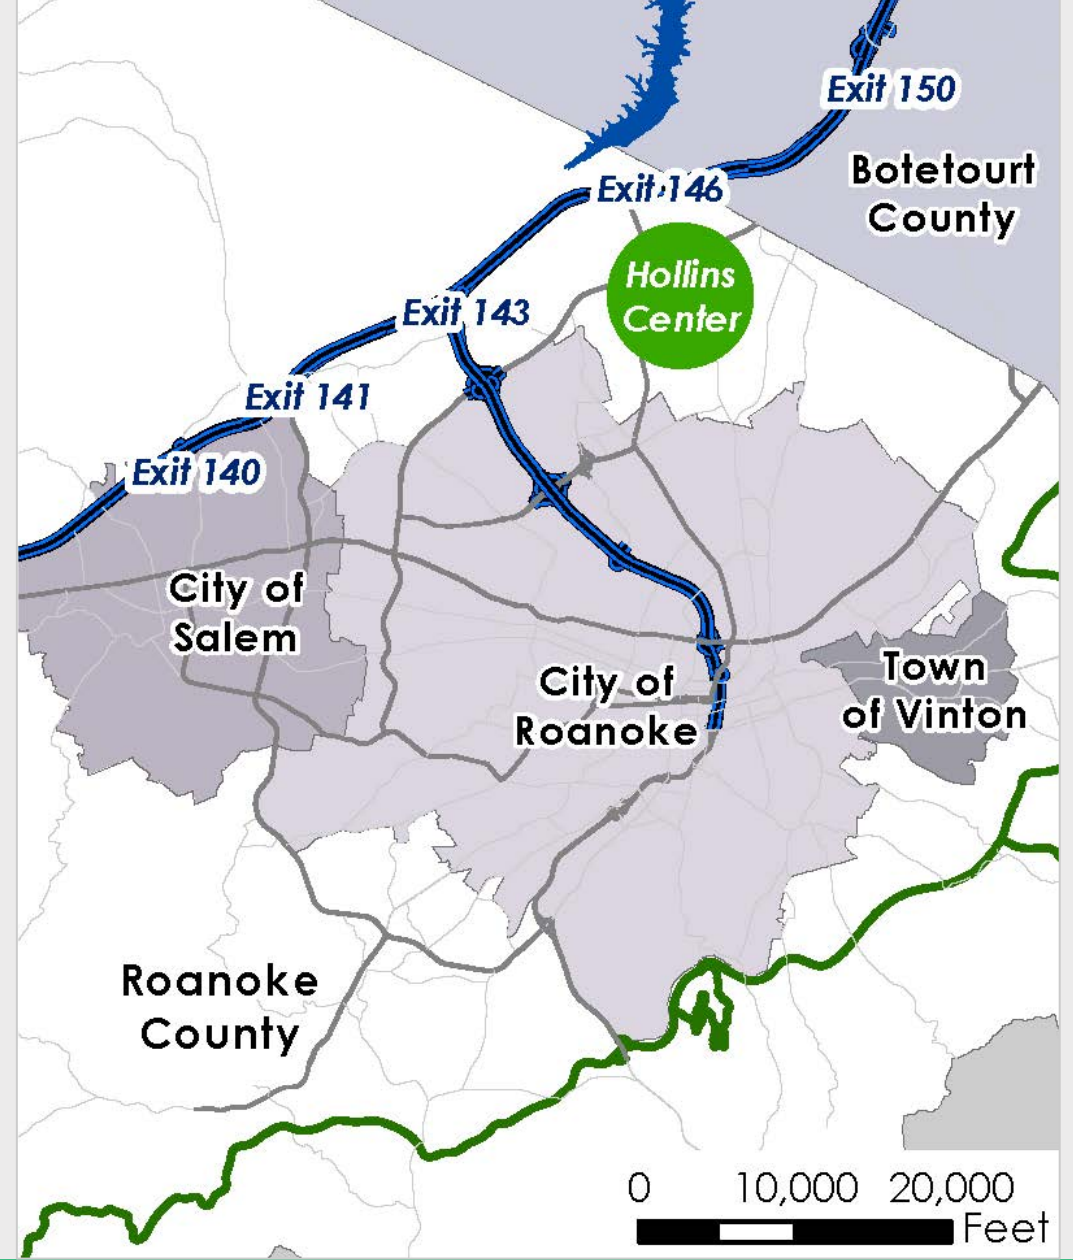 Exit 150
Botetourt
County
Exit 146
Hollins
Center
Exit 143
Exit 141
Exit 140
City of
Salem
City of
Roanoke
Town
of Vinton
Roanoke
County
0 10,000 20,000
Feet